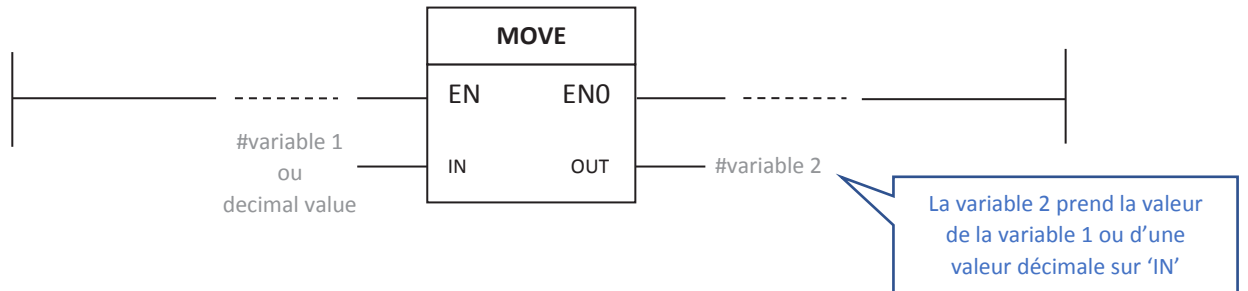 MOVE
EN EN0
#variable 1
ou
decimal value
IN OUT
#variable 2
La variable 2 prend la valeur
de la variable 1 ou d’une
valeur décimale sur ‘IN’